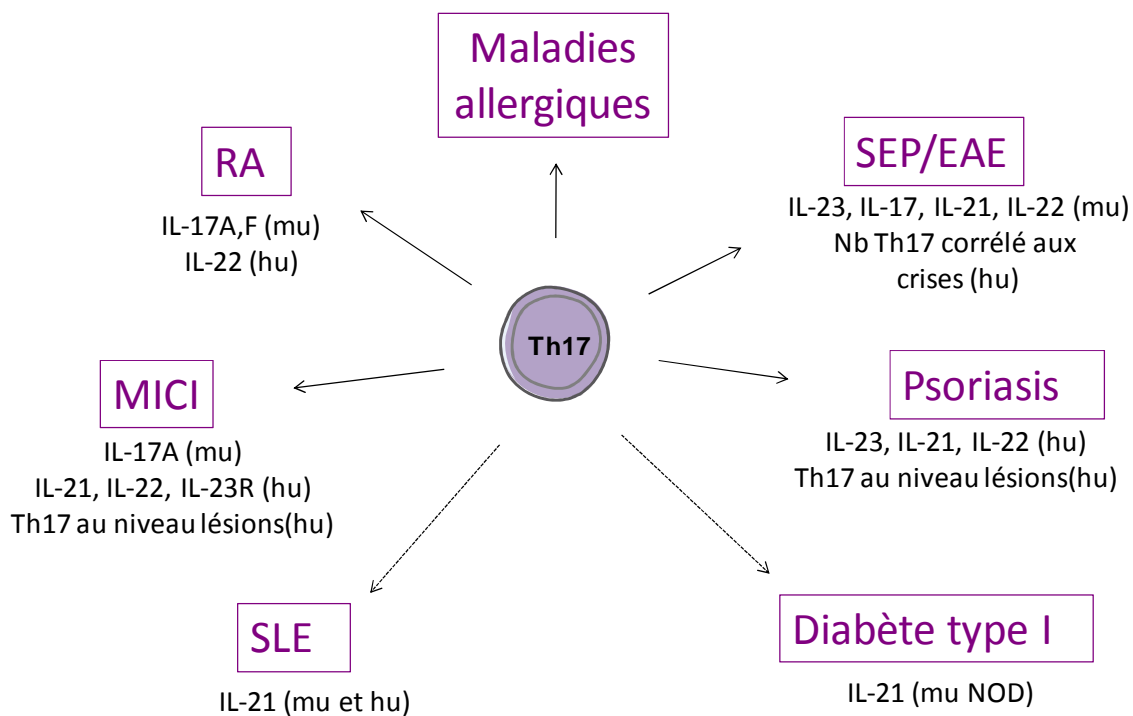 Maladies
allergiques
RA
IL-17A,F (mu)
IL-22 (hu)
SEP/EAE
IL-23, IL-17, IL-21, IL-22 (mu)
Nb Th17 corrélé aux
crises (hu)
Th17
MICI
IL-17A (mu)
IL-21, IL-22, IL-23R (hu)
Th17 au niveau lésions(hu)
Psoriasis
IL-23, IL-21, IL-22 (hu)
Th17 au niveau lésions(hu)
SLE
IL-21 (mu et hu)
Diabète type I
IL-21 (mu NOD)